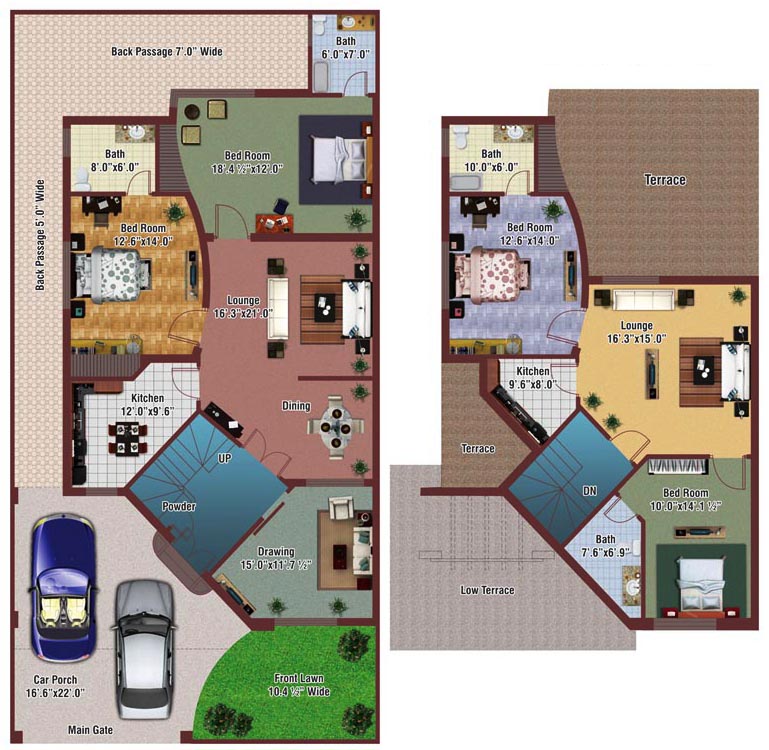 Back Passage 7'.0" Wide
Bath
6'.0"x7'.0"
Bath
8'.0"x6'.0"
Bed Room
18'.4 ½"x12'.0"
Back Passage 5'.0" Wide
Bed Room
12'.6"x14'.0"
Lounge
16'.3"x21'.0"
Kitchen
12'.0"x9'.6"
Dining
UP
Powder
Drawing
15'.0"x11'.7 ½"
Car Porch
16'.6"x22'.0"
Front Lawn
10.4 ½" Wide
Main Gate
Bath
10'.0"x6'.0"
Terrace
Bed Room
12'.6"x14'.0"
Lounge
16'.3"x15'.0"
Kitchen
9'.6"x8'.0"
Terrace
DN
Bed Room
10'.0"x14'.1 ½"
Bath
7'.6"x6'.9"
Low Terrace